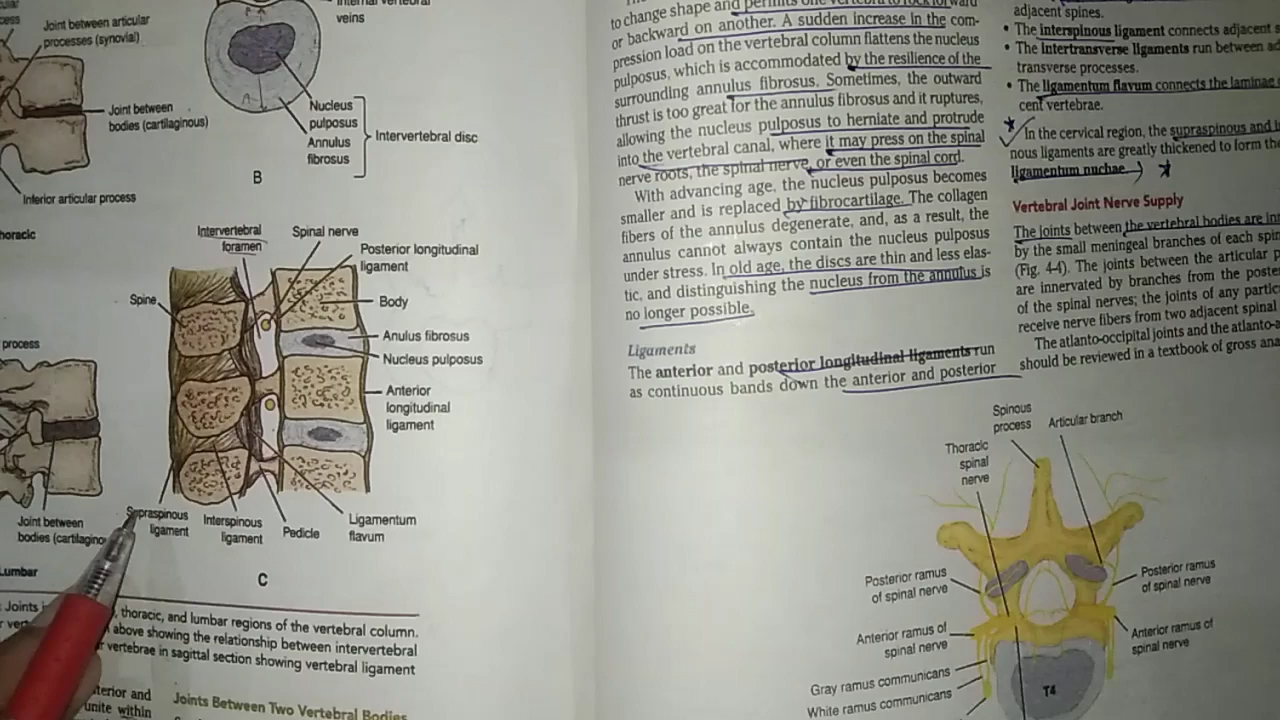 Joint between articular
processes (synovial)
veins
Joint between
bodies (cartilaginous)
Nucleus
pulposus
Annulus
fibrosus
Intervertebral disc
B
Inferior articular process
Intervertebral
foramen
Spinal nerve
Posterior longitudinal
ligament
Spine
Body
Anulus fibrosus
Nucleus pulposus
process
Anterior
longitudinal
ligament
Joint between
bodies
Supraspinous
ligament
Interspinous
ligament
Pedicle
Ligamentum
flavum
Lumbar
C
Joints
, thoracic, and lumbar regions of the vertebral column.
above showing the relationship between intervertebral
vertebrae in sagittal section showing vertebral ligament
and
unite within
Joints Between Two Vertebral Bodies
to change shape and permits one vertebra to rock forward
or backward on another. A sudden increase in the com-
pression load on the vertebral column flattens the nucleus
pulposus, which is accommodated by the resilience of the
surrounding annulus fibrosus. Sometimes, the outward
thrust is too great for the annulus fibrosus and it ruptures,
allowing the nucleus pulposus to herniate and protrude
into the vertebral canal, where it may press on the spinal
nerve roots, the spinal nerve, or even the spinal cord.
With advancing age, the nucleus pulposus becomes
smaller and is replaced by fibrocartilage. The collagen
fibers of the annulus degenerate, and, as a result, the
annulus cannot always contain the nucleus pulposus
under stress. In old age, the discs are thin and less elas-
tic, and distinguishing the nucleus from the annulus is
no longer possible.
Ligaments
The anterior and posterior longitudinal ligaments run
as continuous bands down the anterior and posterior
adjacent spines.
• The interspinous ligament connects adjacent
• The intertransverse ligaments run between
transverse processes.
• The ligamentum flavum connects the laminae
cent vertebrae.
In the cervical region, the supraspinous and
nous ligaments are greatly thickened to form the
ligamentum nuchae.
Vertebral Joint Nerve Supply
The joints between the vertebral bodies are
by the small meningeal branches of each
(Fig. 4-4). The joints between the articular
are innervated by branches from the
of the spinal nerves; the joints of any
receive nerve fibers from two adjacent spinal
The atlanto-occipital joints and the
should be reviewed in a textbook of gross
Spinous
process
Articular branch
Thoracic
spinal
nerve
Posterior ramus
of spinal nerve
Posterior ramus
of spinal nerve
Anterior ramus of
spinal nerve
Anterior ramus of
spinal nerve
Gray ramus communicans
White ramus communicans
T4